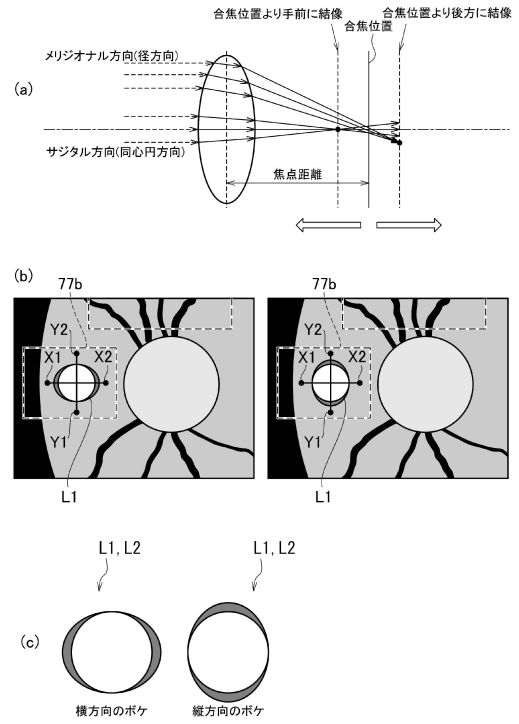 (a)
合焦位置より手前に結像
合焦位置
合焦位置より後方に結像
メリジオナル方向(径方向)
サジタル方向(同心円方向)
焦点距離
(b)
77b
Y2
X1
X2
Y1
L1
77b
Y2
X1
X2
Y1
L1
(c)
L1, L2
L1, L2
横方向のボケ
縦方向のボケ